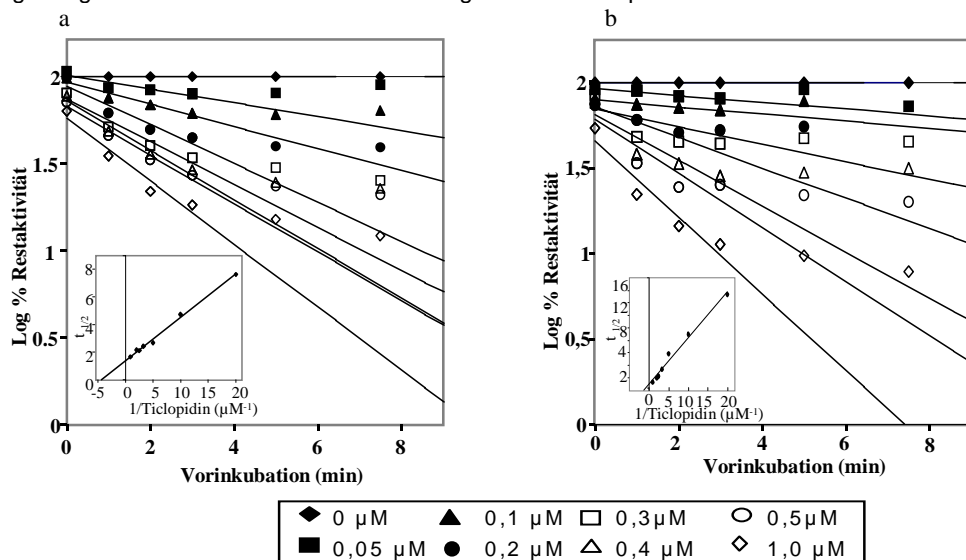 a
b
Log % Restaktivität
2
1.5
1
0.5
0
0 2 4 6 8
Vorinkubation (min)
t 1/2
8
6
4
2
0
-5 0 5 10 15 20
1/Ticlopidin (µM-1)
Log % Restaktivität
2
1,5
1
0,5
0
0 2 4 6 8
Vorinkubation (min)
t 1/2
16
12
8
4
2
0 5 10 15 20
1/Ticlopidin (µM-1)
0 µM 0,1 µM 0,3µM 0,5µM
0,05 µM 0,2 µM 0,4 µM 1,0 µM